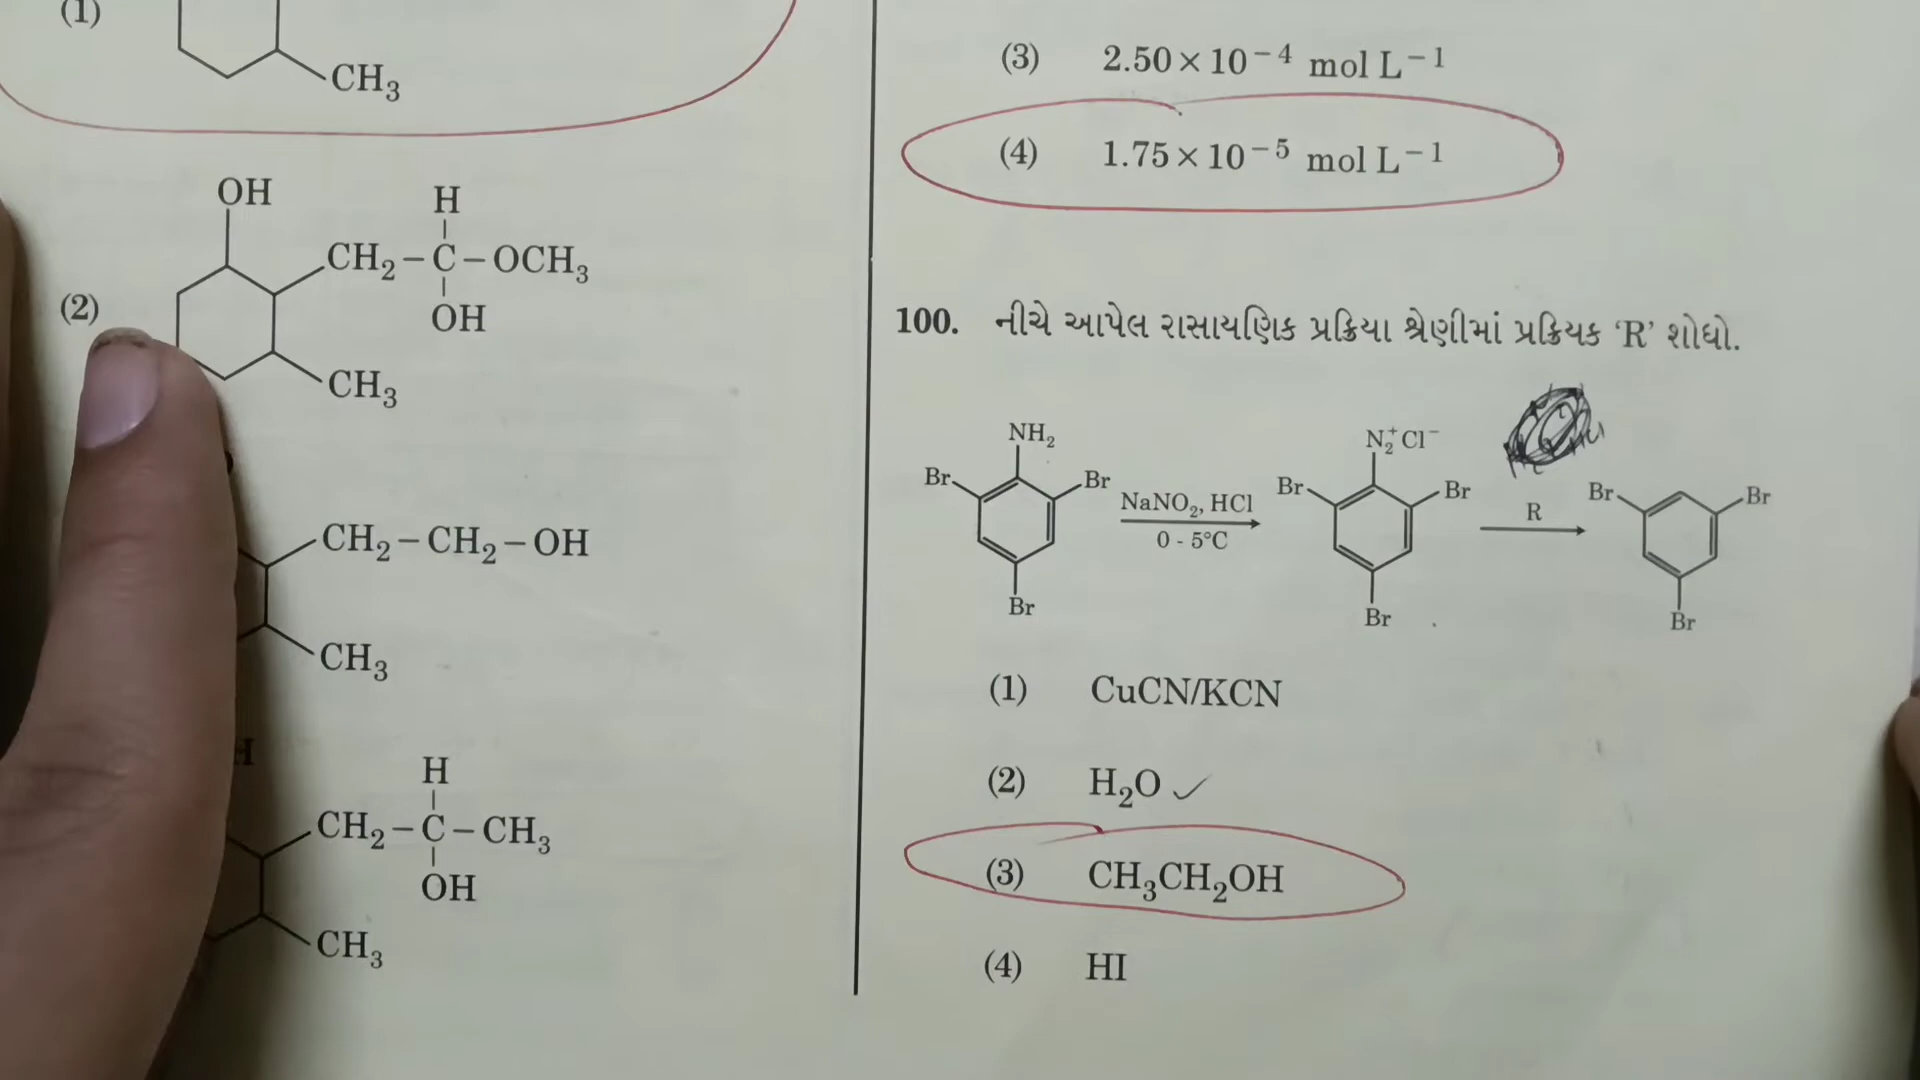 (1)
CH3
OH
H
CH2–C–OCH3
OH
(2)
CH3
CH2–CH2–OH
CH3
H
H
CH2–C–CH3
OH
CH3
(3) 2.50×10−4 mol L−1
(4) 1.75×10−5 mol L−1
100. નીચે આપેલ રાસાયણિક પ્રક્રિયા શ્રેણીમાં પ્રક્રિયક ‘R’ શોધો.
NH2
Br Br
Br
NaNO2, HCl
0 - 5°C
N2+Cl−
Br Br
Br
R
Br Br
Br
(1) CuCN/KCN
(2) H2O ✓
(3) CH3CH2OH
(4) HI